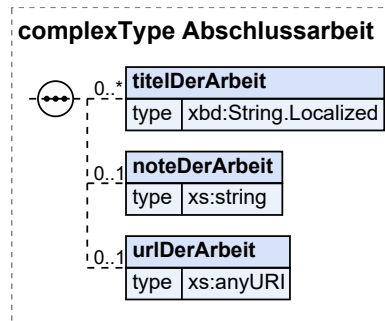 complexType Abschlussarbeit
0..* titelDerArbeit
type xbd:String.Localized
0..1 noteDerArbeit
type xs:string
0..1 urlDerArbeit
type xs:anyURI